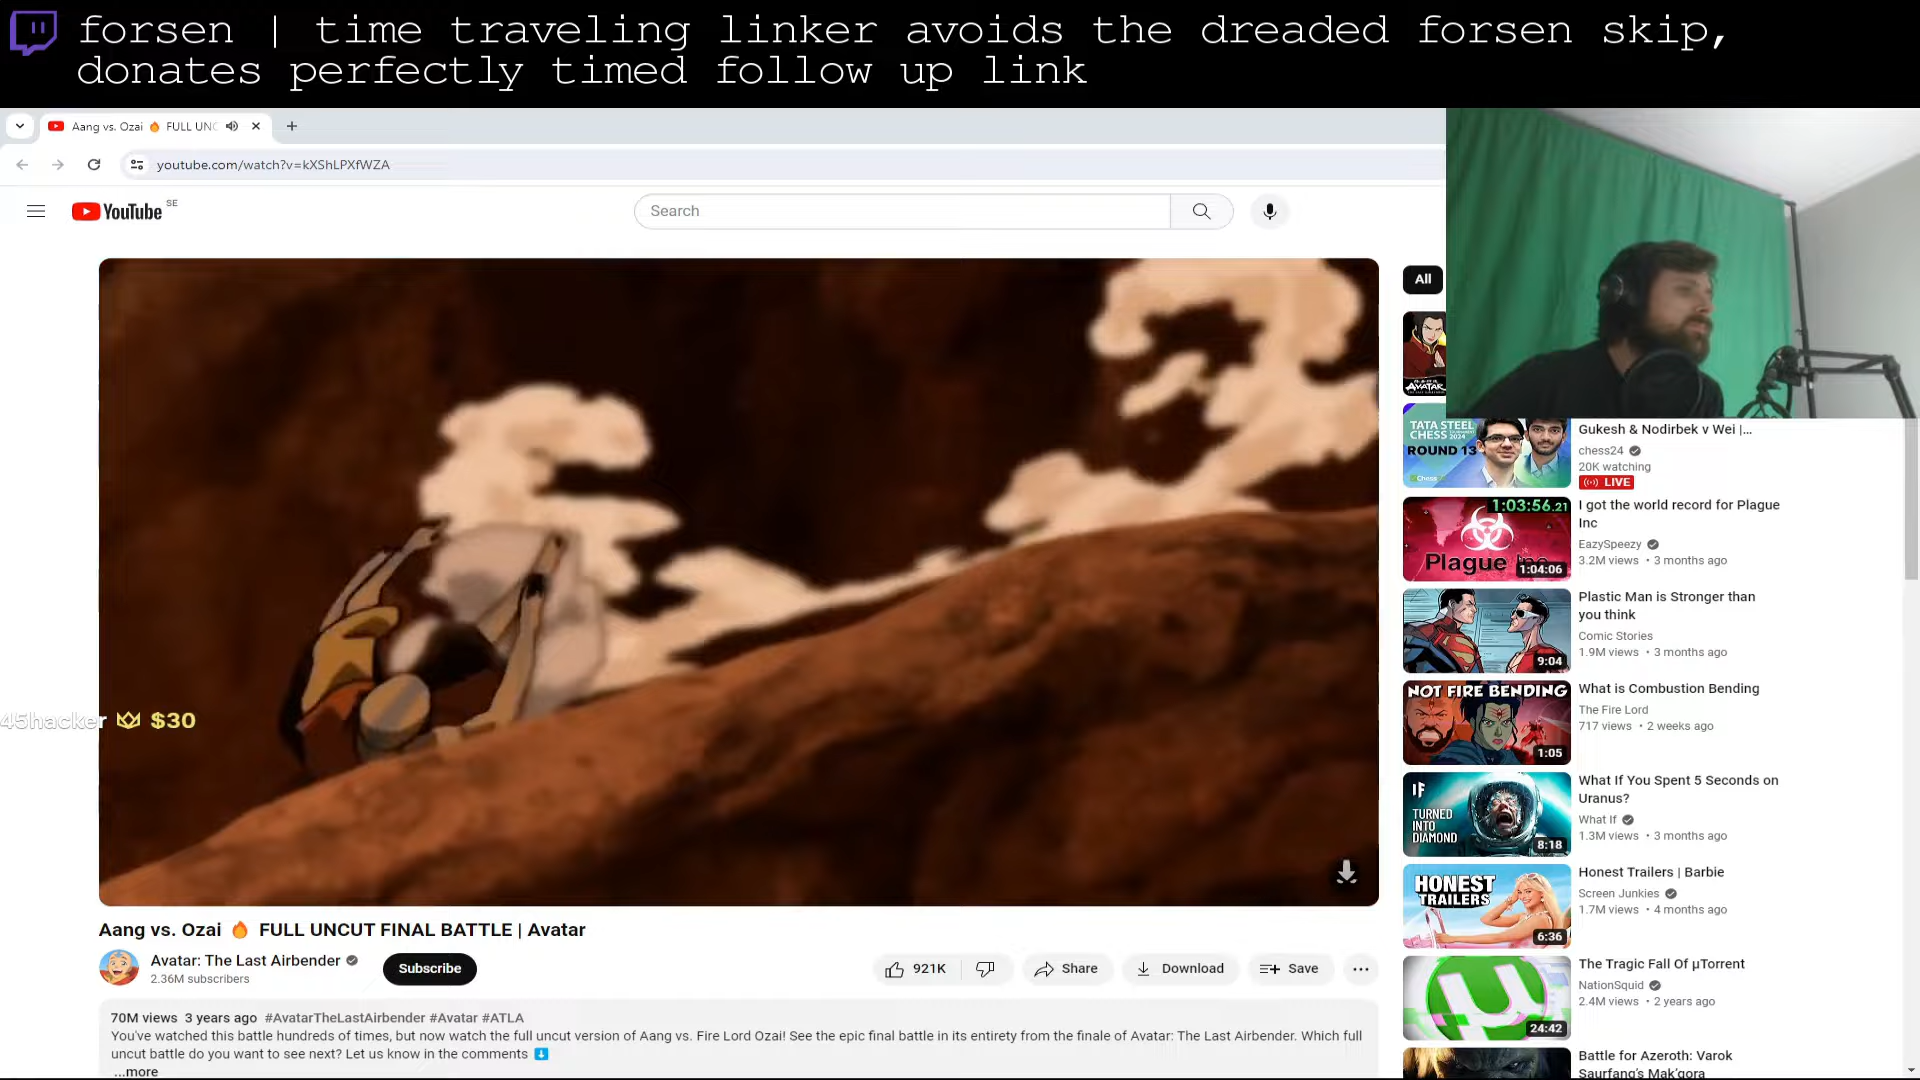 forsen | time traveling linker avoids the dreaded forsen skip,
donates perfectly timed follow up link
Aang vs. Ozai 🔥 FULL UNC
youtube.com/watch?v=kXShLPXfWZA
YouTube SE
Search
All
AVATAR
TATA STEEL
CHESS
2024
ROUND 13
Gukesh & Nodirbek v Wei |...
chess24
20K watching
LIVE
1:03:56.21
Plague Inc
1:04:06
I got the world record for Plague
Inc
EazySpeezy
3.2M views • 3 months ago
9:04
Plastic Man is Stronger than
you think
Comic Stories
1.9M views • 3 months ago
NOT FIRE BENDING
1:05
What is Combustion Bending
The Fire Lord
717 views • 2 weeks ago
45hacker $30
IF
TURNED
INTO
DIAMOND
8:18
What If You Spent 5 Seconds on
Uranus?
What If
1.3M views • 3 months ago
HONEST
TRAILERS
6:36
Honest Trailers | Barbie
Screen Junkies
1.7M views • 4 months ago
24:42
The Tragic Fall Of µTorrent
NationSquid
2.4M views • 2 years ago
Battle for Azeroth: Varok
Saurfang's Mak'gora
Aang vs. Ozai 🔥 FULL UNCUT FINAL BATTLE | Avatar
Avatar: The Last Airbender
2.36M subscribers
Subscribe
921K
Share
Download
Save
70M views 3 years ago #AvatarTheLastAirbender #Avatar #ATLA
You've watched this battle hundreds of times, but now watch the full uncut version of Aang vs. Fire Lord Ozai! See the epic final battle in its entirety from the finale of Avatar: The Last Airbender. Which full
uncut battle do you want to see next? Let us know in the comments ⬇️
...more